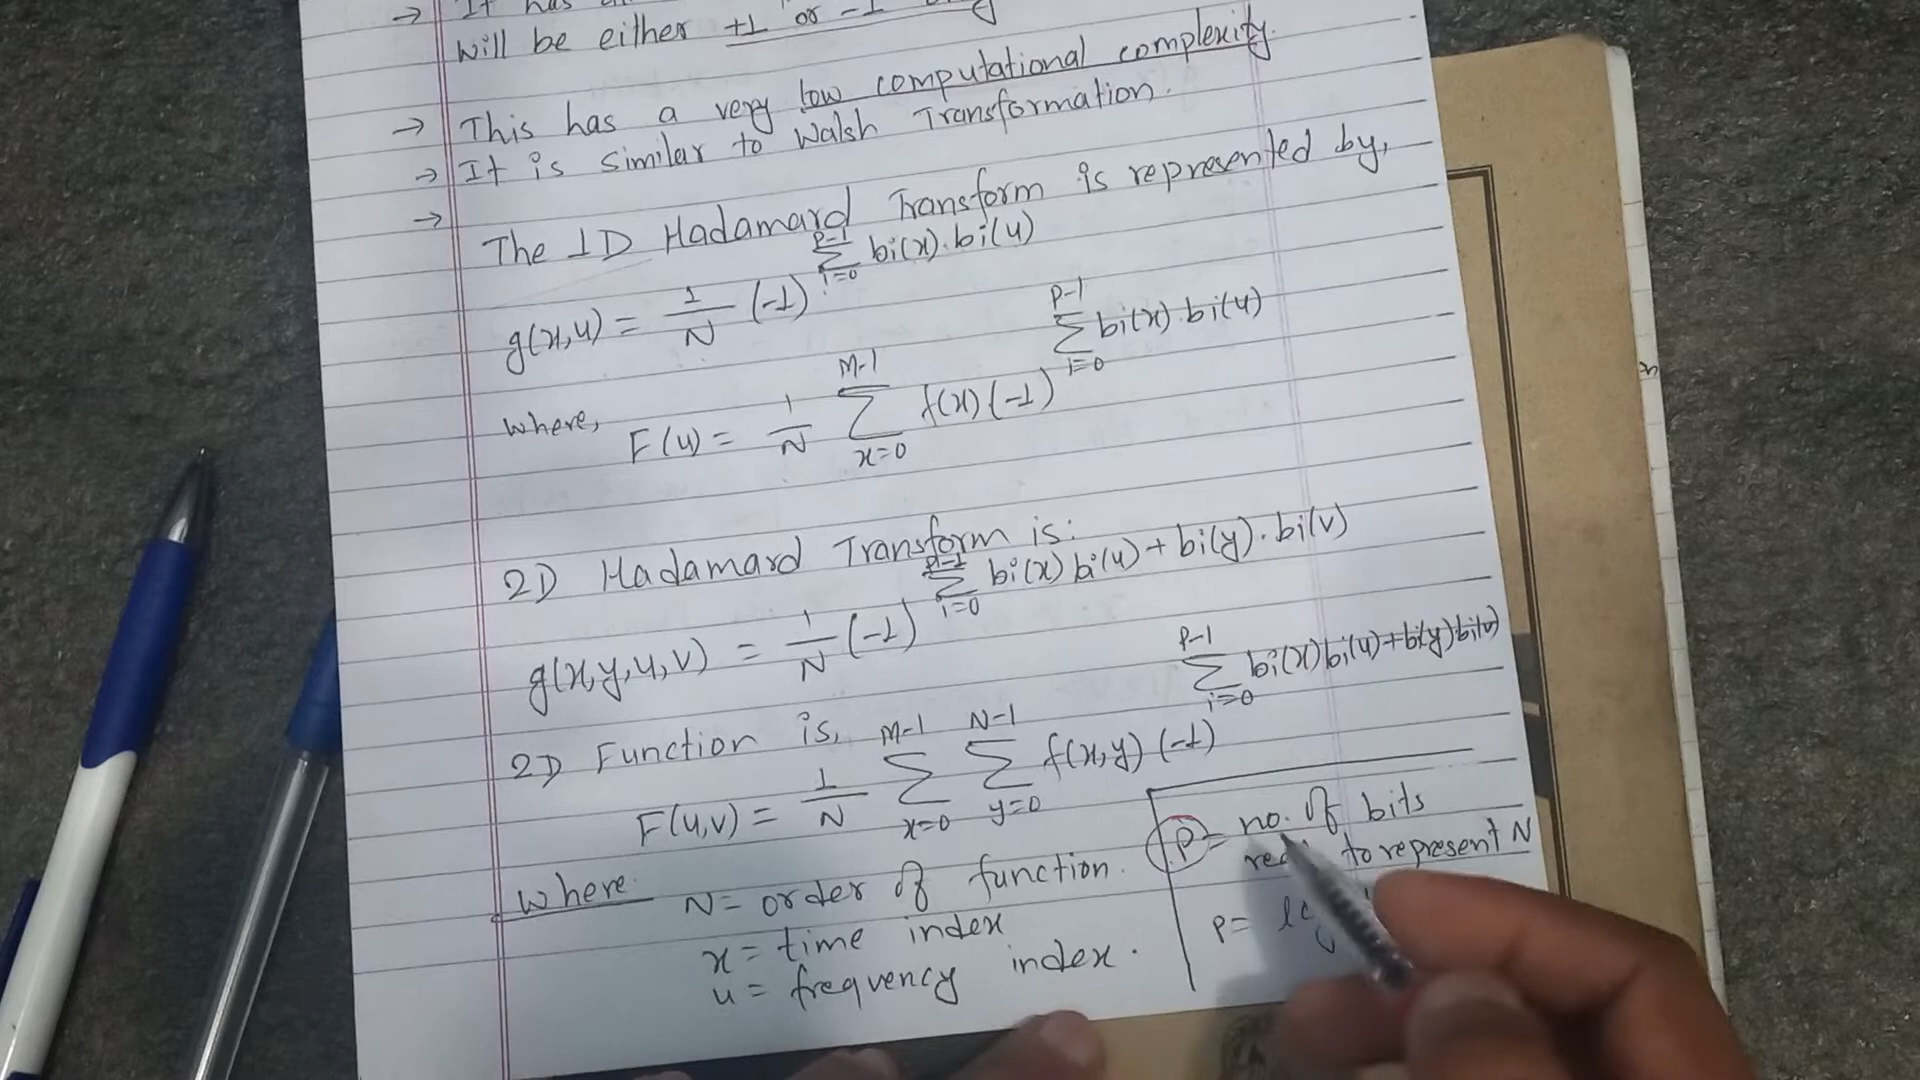 → It has
will be either +1 or -1
→ This has a very low computational complexity.
→ It is similar to Walsh Transformation.
→
The 1D Hadamard Transform is represented by,
g(x,u) = 1/N (-1)^{∑_{i=0}^{P-1} bi(x).bi(u)}
where, F(u) = 1/N ∑_{x=0}^{M-1} f(x) (-1)^{∑_{i=0}^{P-1} bi(x).bi(u)}
2D Hadamard Transform is:
g(x,y,u,v) = 1/N (-1)^{∑_{i=0}^{P-1} bi(x) bi(u) + bi(y).bi(v)}
2D Function is,
F(u,v) = 1/N ∑_{x=0}^{M-1} ∑_{y=0}^{N-1} f(x,y) (-1)^{∑_{i=0}^{P-1} bi(x) bi(u) + bi(y) bi(v)}
where N = order of function.
x = time index
u = frequency index.
P = no. of bits
to represent N
P =